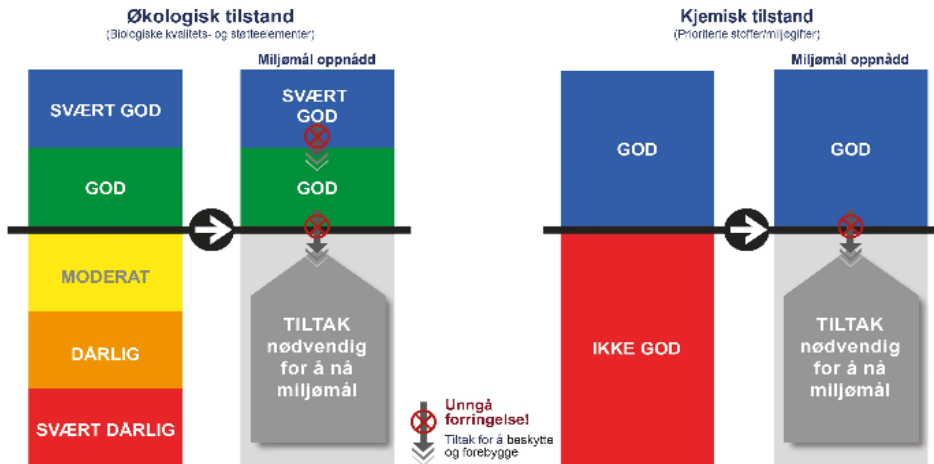 Økologisk tilstand
(Biologiske kvalitets- og støtteelementer)
Miljømål oppnådd
SVÆRT GOD
GOD
MODERAT
DÅRLIG
SVÆRT DÅRLIG
SVÆRT
GOD
GOD
TILTAK
nødvendig
for å nå
miljømål
Unngå
forringelse!
Tiltak for å beskytte
og forebygge
Kjemisk tilstand
(Prioriterte stoffer/miljøgifter)
Miljømål oppnådd
GOD
IKKE GOD
GOD
TILTAK
nødvendig
for å nå
miljømål